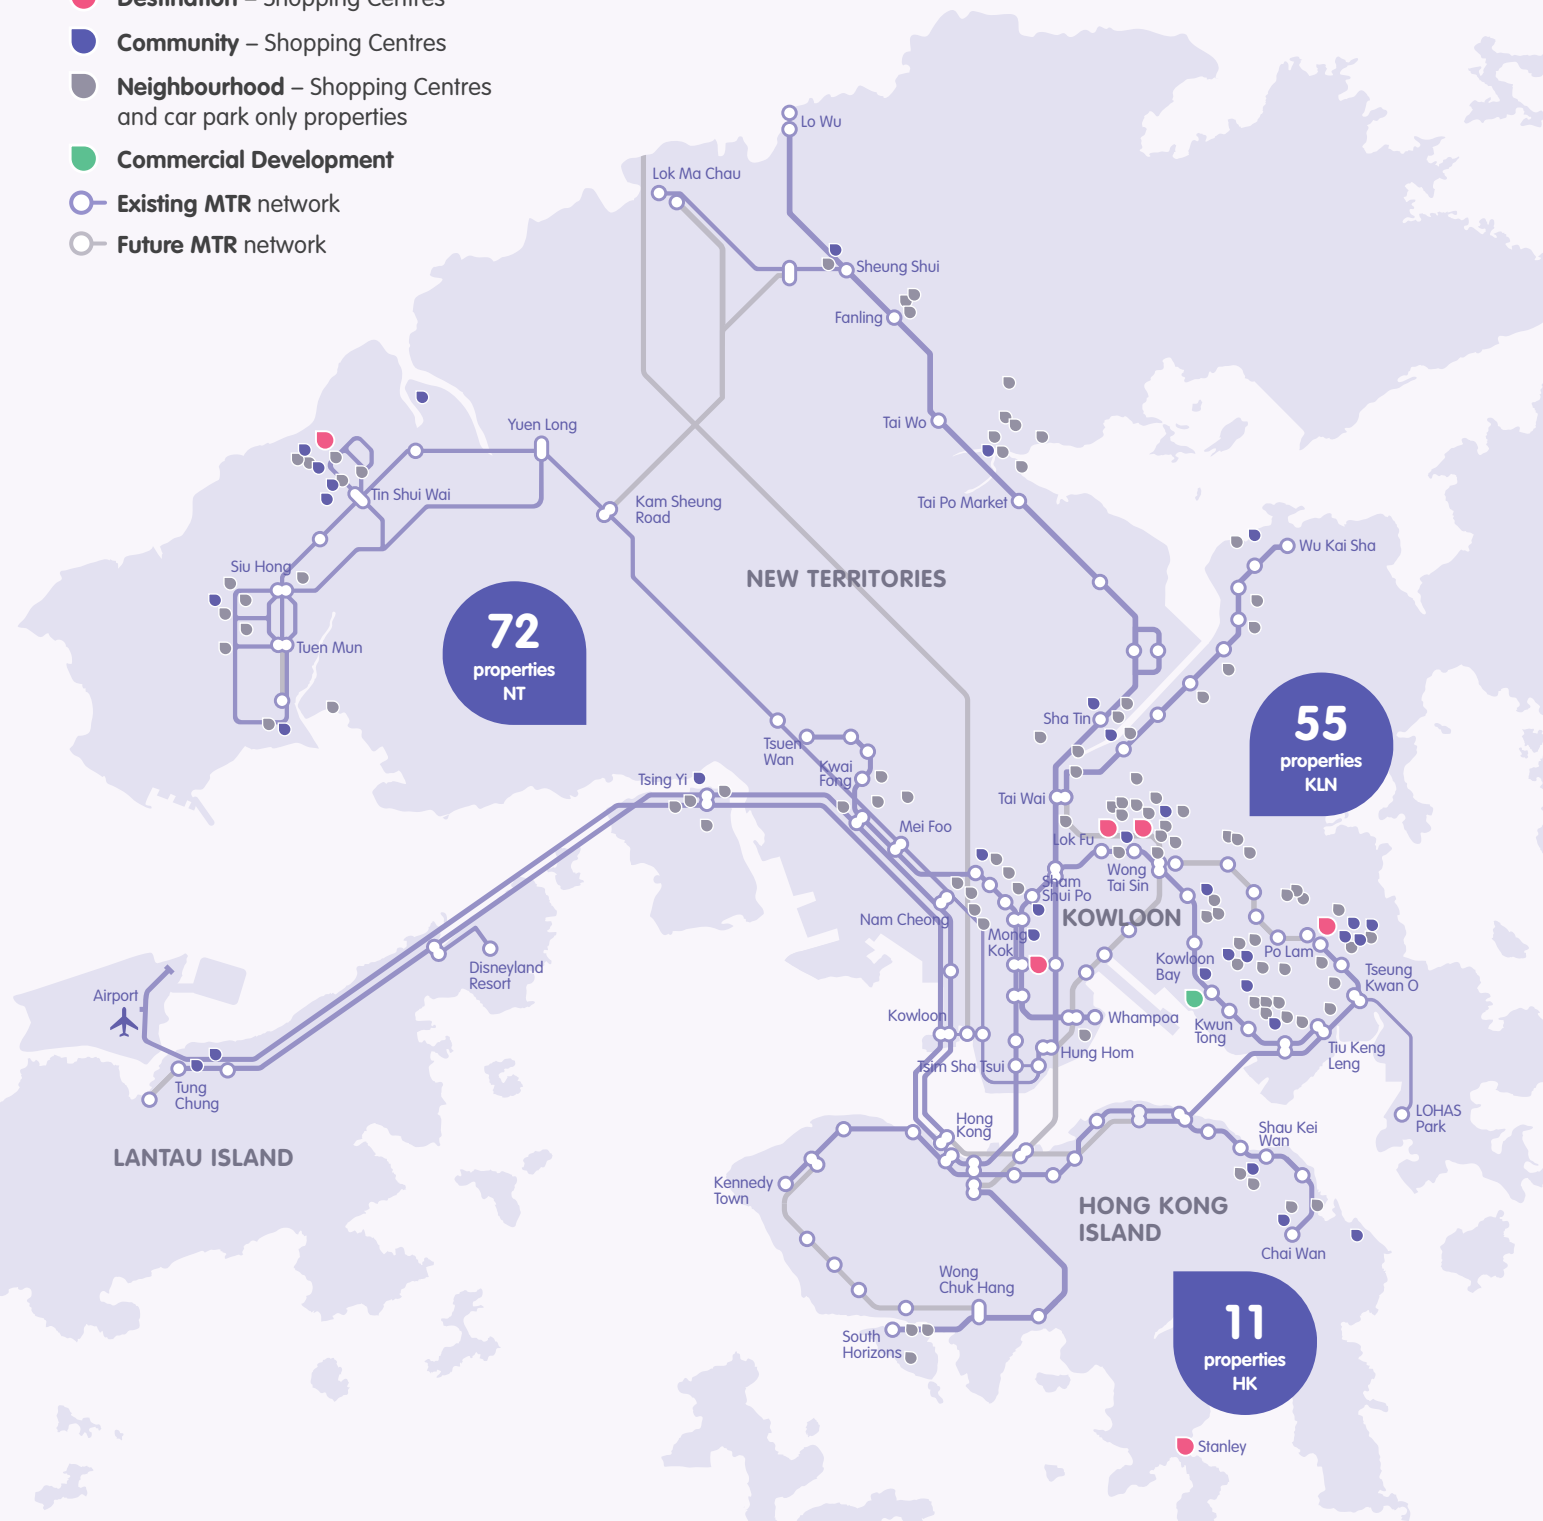 Destination – Shopping Centres
Community – Shopping Centres
Neighbourhood – Shopping Centres
and car park only properties
Commercial Development
Existing MTR network
Future MTR network
Lo Wu
Lok Ma Chau
Sheung Shui
Fanling
Tai Wo
Yuen Long
Tin Shui Wai
Kam Sheung
Road
Tai Po Market
Wu Kai Sha
Siu Hong
NEW TERRITORIES
72
properties
NT
Tuen Mun
Sha Tin
55
properties
KLN
Tsuen
Wan
Kwai
Fong
Tsing Yi
Tai Wai
Mei Foo
Lok Fu
Wong
Tai Sin
Sham
Shui Po
Nam Cheong
KOWLOON
Mong
Kok
Kowloon
Bay
Po Lam
Tseung
Kwan O
Disneyland
Resort
Airport
Kowloon
Whampoa
Kwun
Tong
Hung Hom
Tiu Keng
Leng
Tsim Sha Tsui
Tung
Chung
LOHAS
Park
Hong
Kong
Shau Kei
Wan
LANTAU ISLAND
Kennedy
Town
HONG KONG
ISLAND
Chai Wan
Wong
Chuk Hang
11
properties
HK
South
Horizons
Stanley